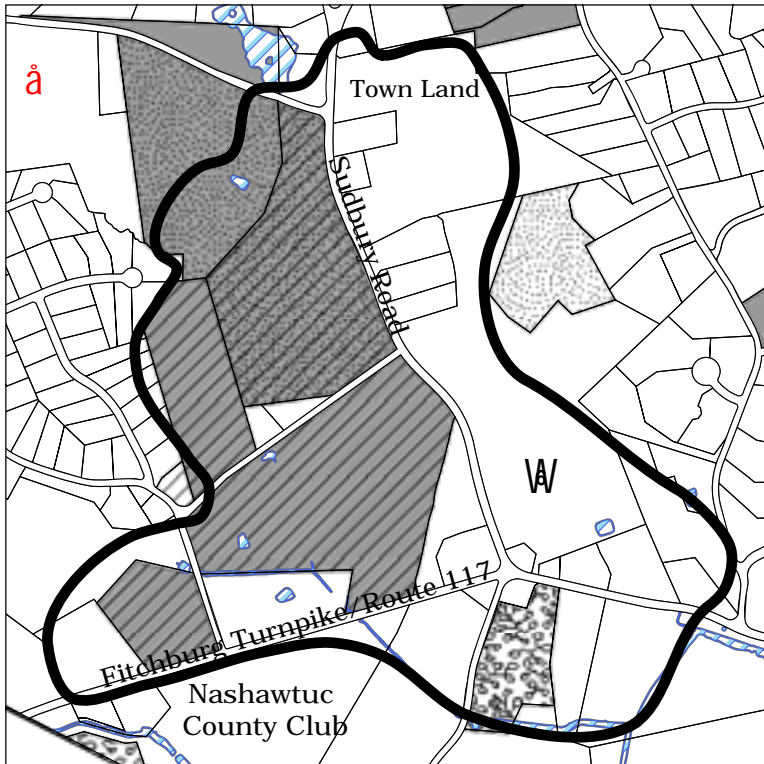 å
Town Land
Sudbury Road
Fitchburg Turnpike/Route 117
Nashawtuc
County Club